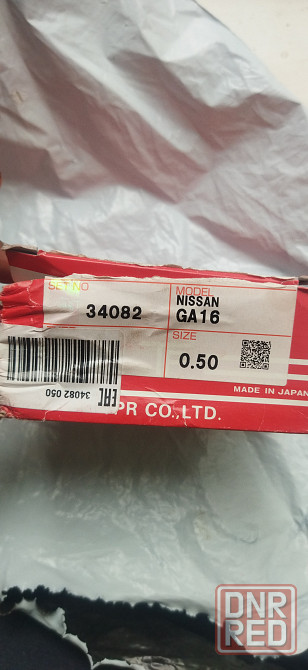 SET NO
34082
MODEL
NISSAN
GA16
SIZE
0.50
34082 050
EAC
MADE IN JAPAN
PR CO.,LTD.
DNR
RED